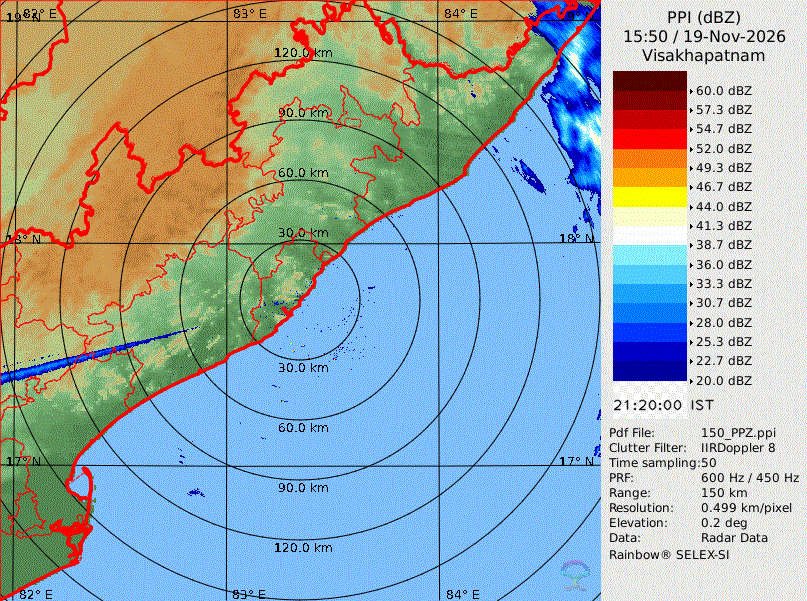 19° N
82° E
83° E
84° E
19° N
120.0 km
90.0 km
60.0 km
30.0 km
18° N
18° N
30.0 km
60.0 km
17° N
17° N
90.0 km
120.0 km
82° E
83° E
84° E
PPI (dBZ)
15:50 / 19-Nov-2026
Visakhapatnam
60.0 dBZ
57.3 dBZ
54.7 dBZ
52.0 dBZ
49.3 dBZ
46.7 dBZ
44.0 dBZ
41.3 dBZ
38.7 dBZ
36.0 dBZ
33.3 dBZ
30.7 dBZ
28.0 dBZ
25.3 dBZ
22.7 dBZ
20.0 dBZ
21:20:00 IST
Pdf File: 150_PPZ.ppi
Clutter Filter: IIRDoppler 8
Time sampling:50
PRF: 600 Hz / 450 Hz
Range: 150 km
Resolution: 0.499 km/pixel
Elevation: 0.2 deg
Data: Radar Data
Rainbow® SELEX-SI